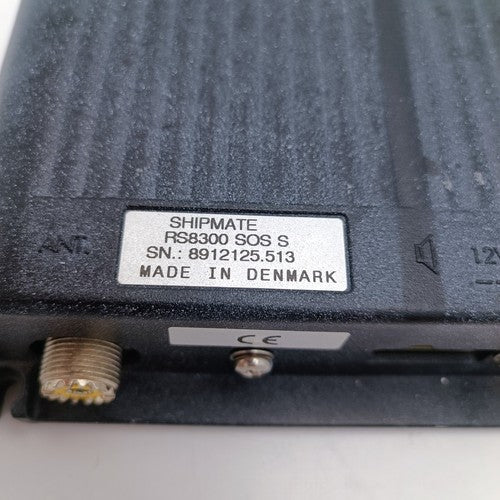 SHIPMATE
RS8300 SOS S
SN.: 8912125.513
MADE IN DENMARK
ANT.
12V
CE